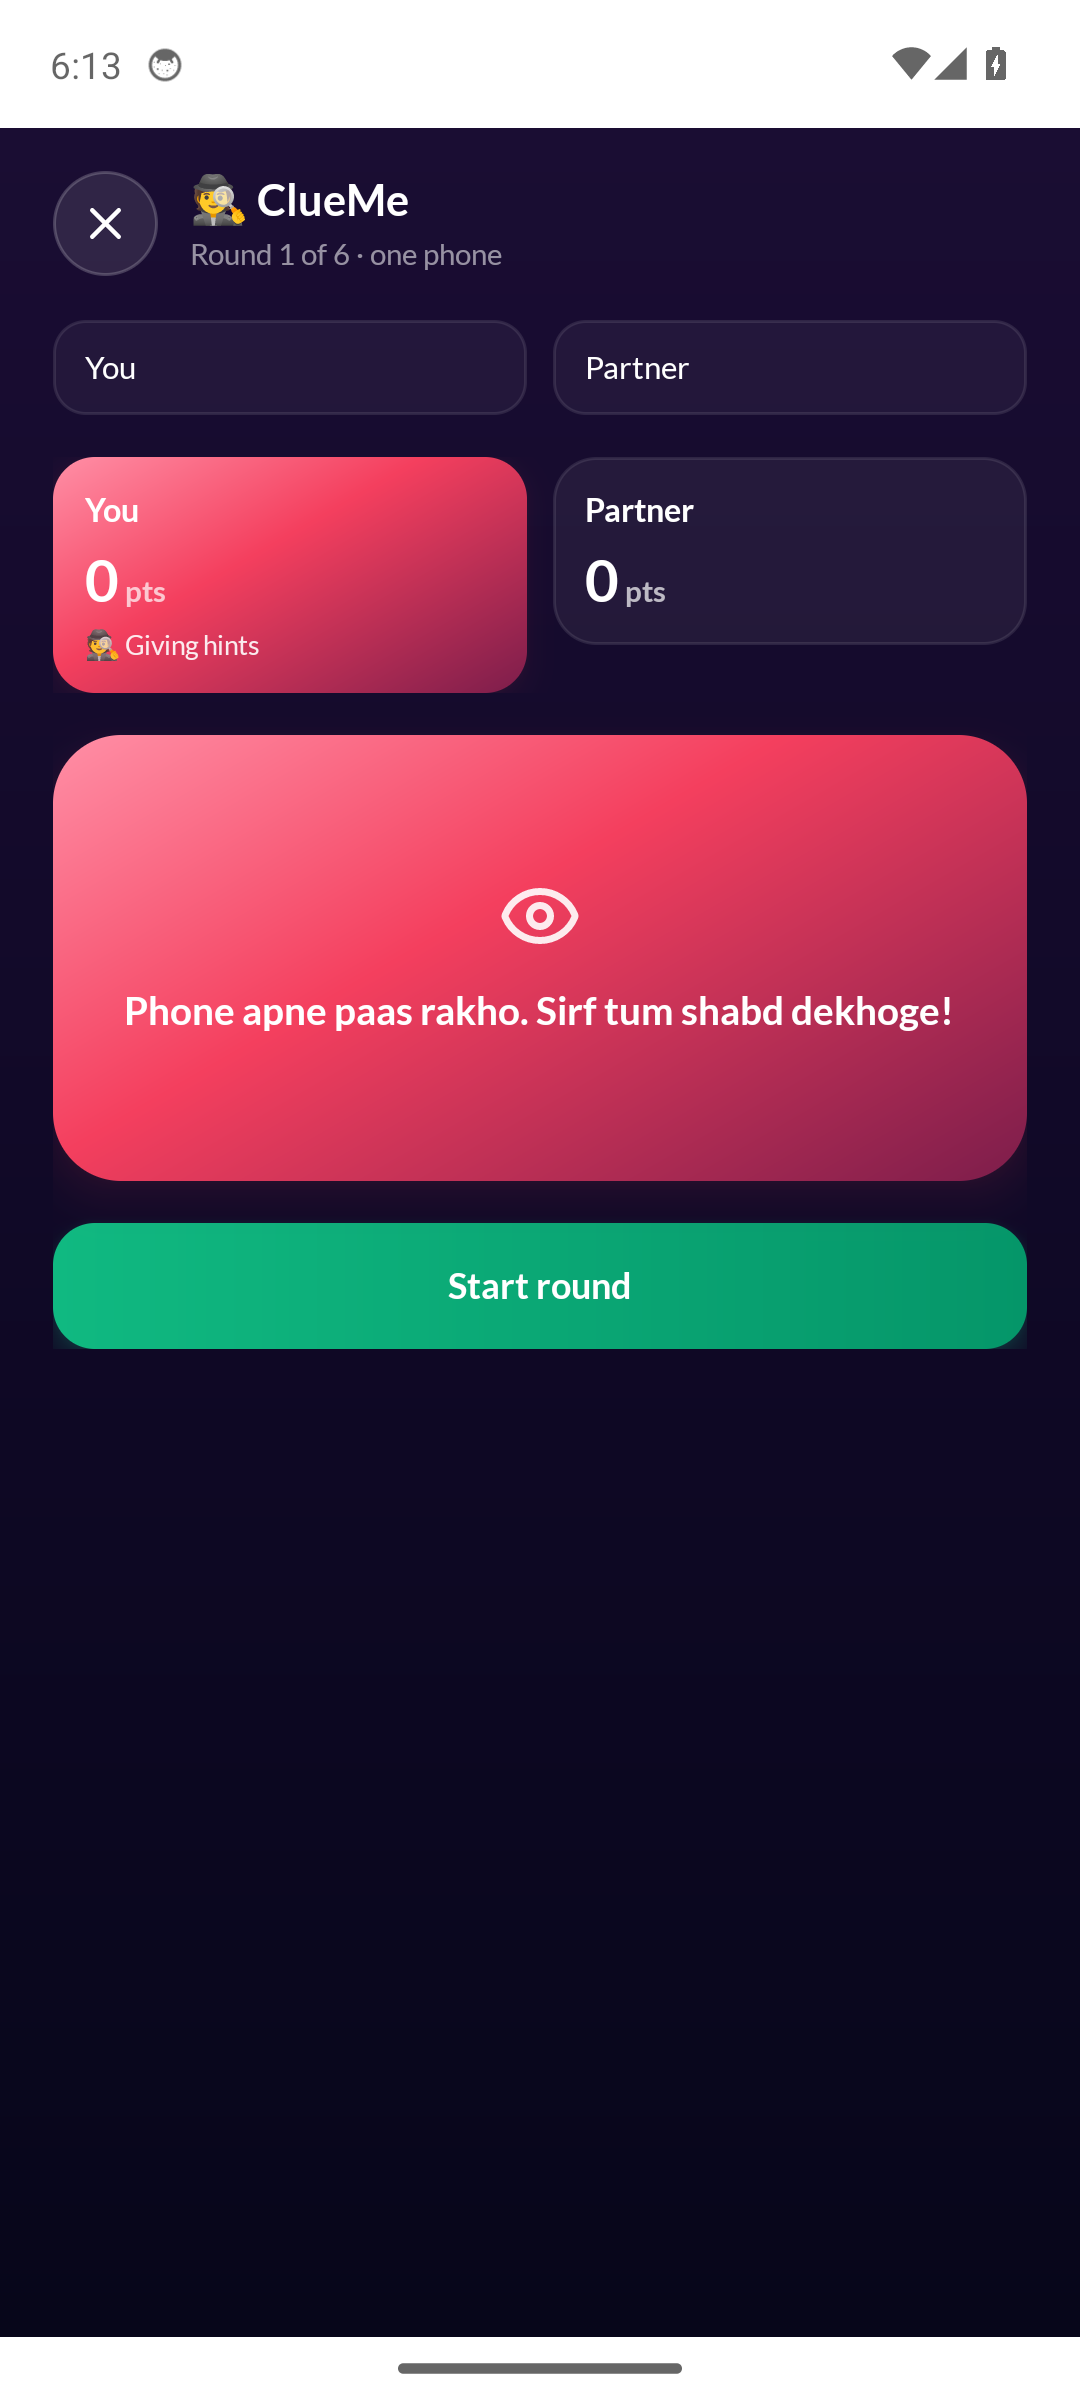 6:13
ClueMe
Round 1 of 6 · one phone
You
Partner
You
0 pts
Giving hints
Partner
0 pts
Phone apne paas rakho. Sirf tum shabd dekhoge!
Start round